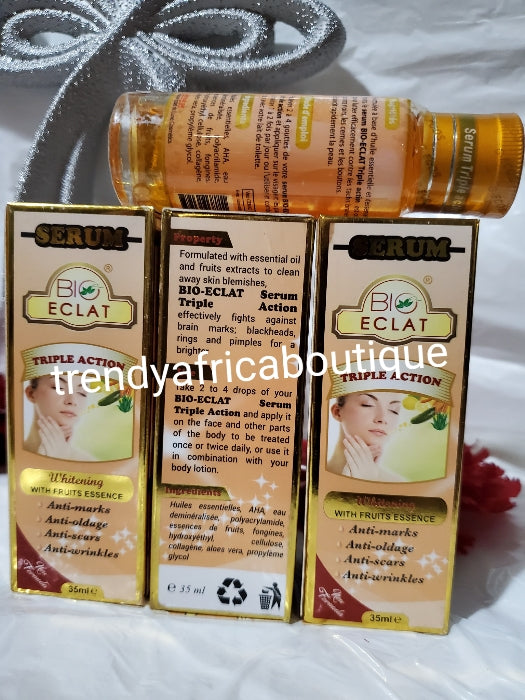 Serum Triple
SERUM
BIO
ECLAT
®
TRIPLE ACTION
Whitening
WITH FRUITS ESSENCE
Anti-marks
Anti-oldage
Anti-scars
Anti-wrinkles
New Formula
35ml e
Property
Formulated with essential oil
and fruits extracts to clean
away skin blemishes,
BIO-ECLAT Serum
Triple Action
effectively fights against
brain marks; blackheads,
rings and pimples for a
Take 2 to 4 drops of your
BIO-ECLAT Serum
Triple Action and apply it
on the face and other parts
of the body to be treated
once or twice daily, or use it
in combination with your
body lotion.
Ingredients
Huiles essentielles, AHA, eau
déminéralisée, polyacrylamide,
essences de fruits, fongines,
hydroxyéthyl, cellulose,
collagène, aloes vera, propylème
glycol
e 35 ml
SERUM
BIO
ECLAT
®
TRIPLE ACTION
Whitening
WITH FRUITS ESSENCE
Anti-marks
Anti-oldage
Anti-scars
Anti-wrinkles
New Formula
35ml e
trendyafricaboutique